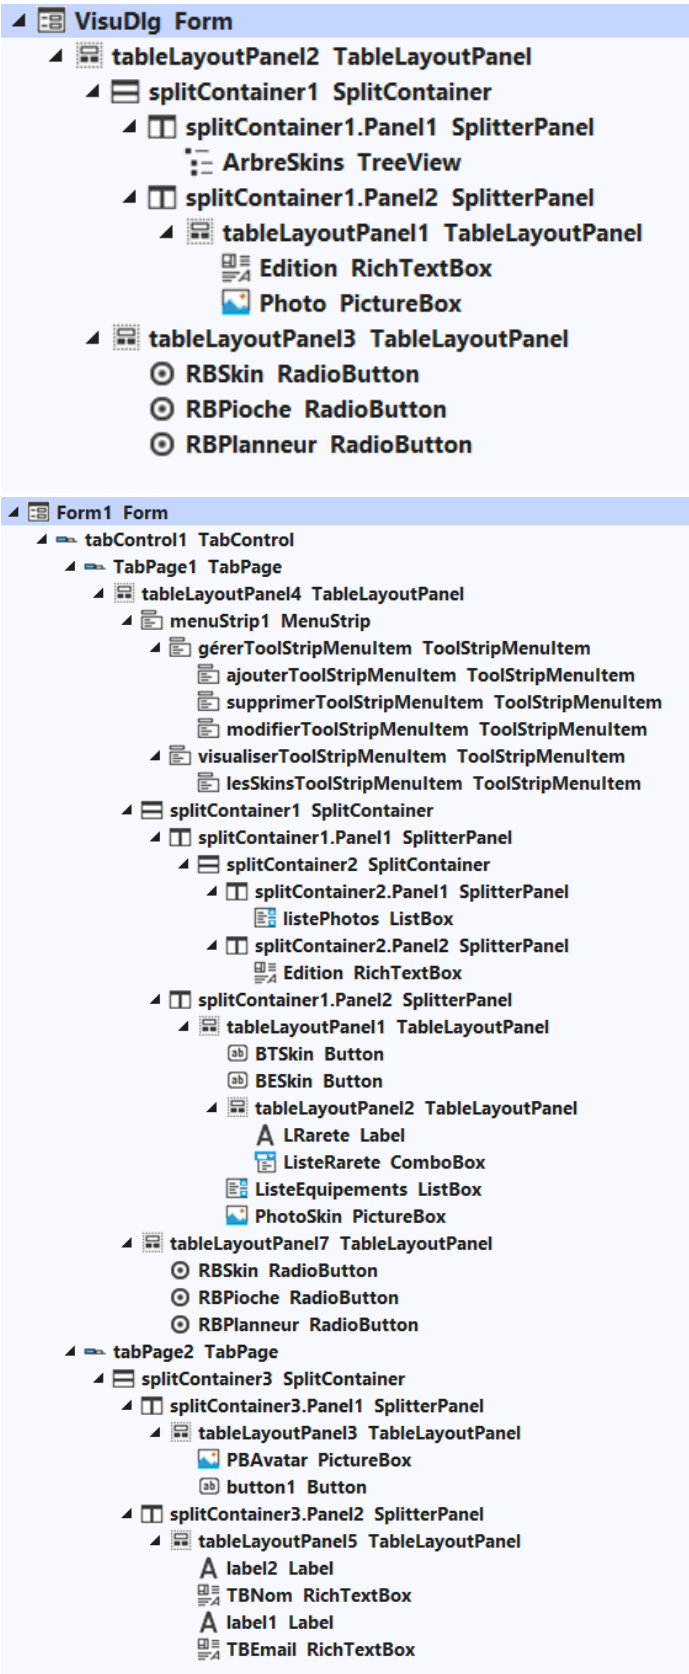 VisuDlg Form
tableLayoutPanel2 TableLayoutPanel
splitContainer1 SplitContainer
splitContainer1.Panel1 SplitterPanel
ArbreSkins TreeView
splitContainer1.Panel2 SplitterPanel
tableLayoutPanel1 TableLayoutPanel
Edition RichTextBox
Photo PictureBox
tableLayoutPanel3 TableLayoutPanel
RBSkin RadioButton
RBPioche RadioButton
RBPlanneur RadioButton
Form1 Form
tabControl1 TabControl
TabPage1 TabPage
tableLayoutPanel4 TableLayoutPanel
menuStrip1 MenuStrip
gérerToolStripMenuItem ToolStripMenuItem
ajouterToolStripMenuItem ToolStripMenuItem
supprimerToolStripMenuItem ToolStripMenuItem
modifierToolStripMenuItem ToolStripMenuItem
visualiserToolStripMenuItem ToolStripMenuItem
lesSkinsToolStripMenuItem ToolStripMenuItem
splitContainer1 SplitContainer
splitContainer1.Panel1 SplitterPanel
splitContainer2 SplitContainer
splitContainer2.Panel1 SplitterPanel
listePhotos ListBox
splitContainer2.Panel2 SplitterPanel
Edition RichTextBox
splitContainer1.Panel2 SplitterPanel
tableLayoutPanel1 TableLayoutPanel
BTSkin Button
BESkin Button
tableLayoutPanel2 TableLayoutPanel
LRarete Label
ListeRarete ComboBox
ListeEquipements ListBox
PhotoSkin PictureBox
tableLayoutPanel7 TableLayoutPanel
RBSkin RadioButton
RBPioche RadioButton
RBPlanneur RadioButton
tabPage2 TabPage
splitContainer3 SplitContainer
splitContainer3.Panel1 SplitterPanel
tableLayoutPanel3 TableLayoutPanel
PBAvatar PictureBox
button1 Button
splitContainer3.Panel2 SplitterPanel
tableLayoutPanel5 TableLayoutPanel
label2 Label
TBNom RichTextBox
label1 Label
TBEmail RichTextBox